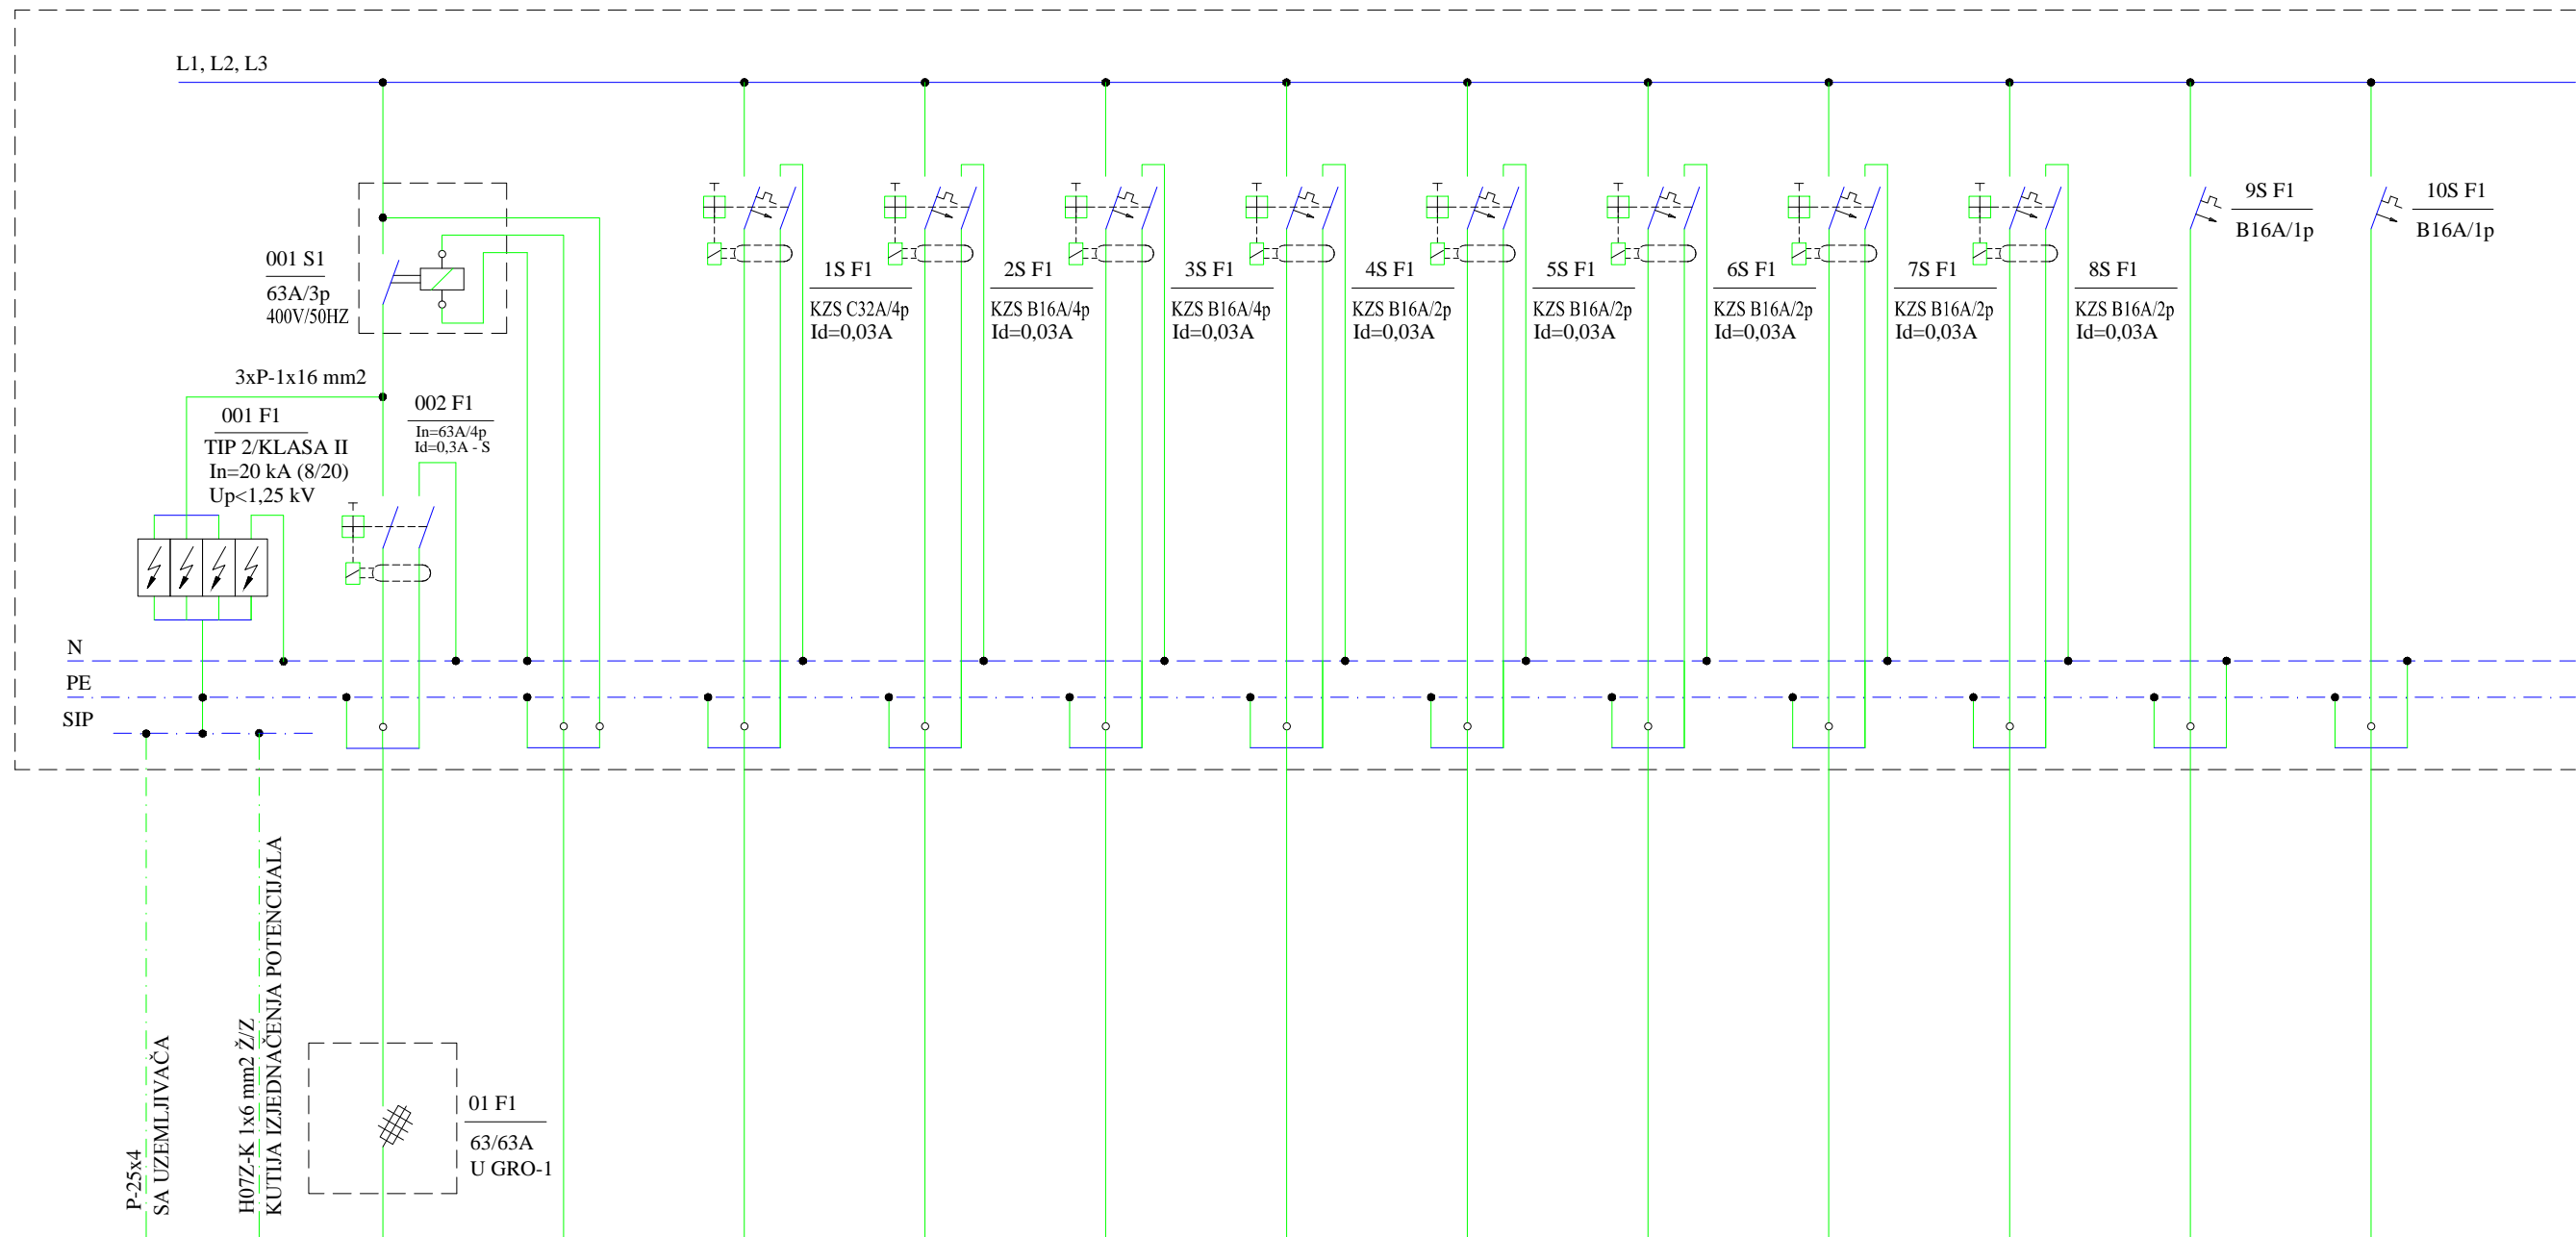 L1, L2, L3
001 S1
63A/3p
400V/50HZ
3xP-1x16 mm2
001 F1
TIP 2/KLASA II
In=20 kA (8/20)
Up<1,25 kV
002 F1
In=63A/4p
Id=0,3A - S
1S F1
KZS C32A/4p
Id=0,03A
2S F1
KZS B16A/4p
Id=0,03A
3S F1
KZS B16A/4p
Id=0,03A
4S F1
KZS B16A/2p
Id=0,03A
5S F1
KZS B16A/2p
Id=0,03A
6S F1
KZS B16A/2p
Id=0,03A
7S F1
KZS B16A/2p
Id=0,03A
8S F1
KZS B16A/2p
Id=0,03A
9S F1
B16A/1p
10S F1
B16A/1p
N
PE
SIP
P-25x4
SA UZEMLJIVAČA
H07Z-K 1x6 mm2 Ž/Z
KUTIJA IZJEDNAČENJA POTENCIJALA
01 F1
63/63A
U GRO-1